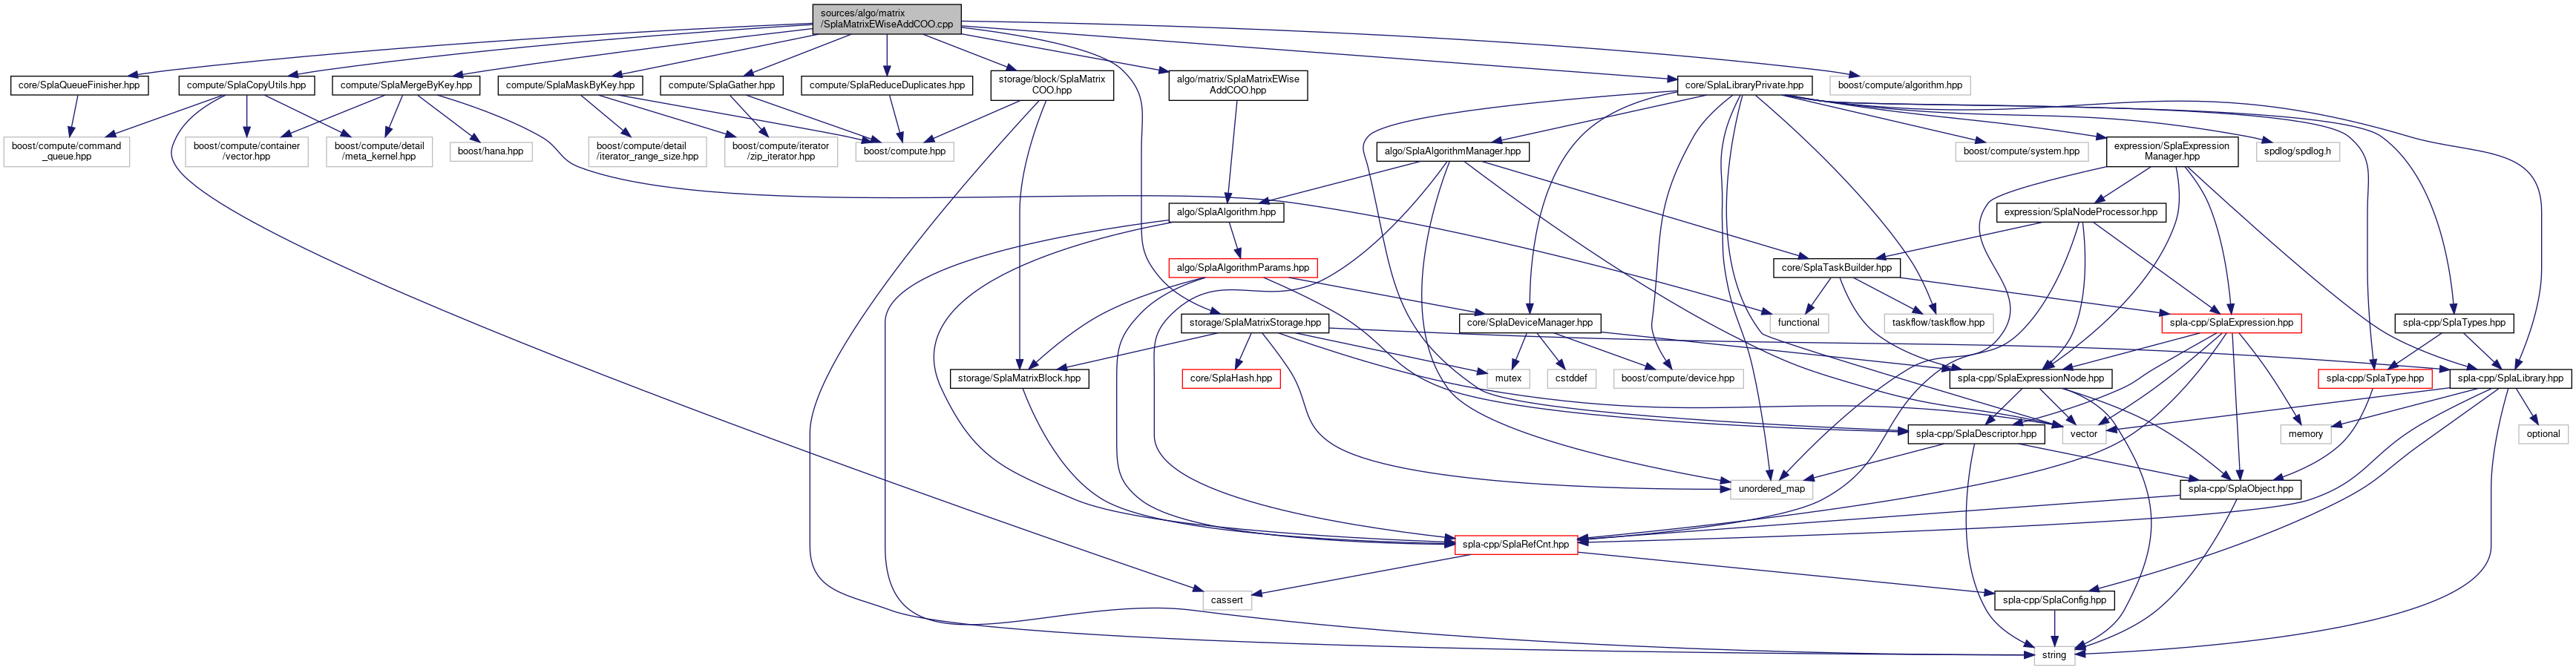 sources/algo/matrix
/SplaMatrixEWiseAddCOO.cpp
core/SplaQueueFinisher.hpp
compute/SplaCopyUtils.hpp
compute/SplaMergeByKey.hpp
compute/SplaMaskByKey.hpp
compute/SplaGather.hpp
compute/SplaReduceDuplicates.hpp
storage/block/SplaMatrix
COO.hpp
algo/matrix/SplaMatrixEWise
AddCOO.hpp
core/SplaLibraryPrivate.hpp
boost/compute/algorithm.hpp
boost/compute/command
_queue.hpp
boost/compute/container
/vector.hpp
boost/compute/detail
/meta_kernel.hpp
boost/hana.hpp
boost/compute/detail
/iterator_range_size.hpp
boost/compute/iterator
/zip_iterator.hpp
boost/compute.hpp
algo/SplaAlgorithmManager.hpp
boost/compute/system.hpp
expression/SplaExpression
Manager.hpp
spdlog/spdlog.h
algo/SplaAlgorithm.hpp
expression/SplaNodeProcessor.hpp
algo/SplaAlgorithmParams.hpp
core/SplaTaskBuilder.hpp
storage/SplaMatrixStorage.hpp
core/SplaDeviceManager.hpp
functional
taskflow/taskflow.hpp
spla-cpp/SplaExpression.hpp
spla-cpp/SplaTypes.hpp
storage/SplaMatrixBlock.hpp
core/SplaHash.hpp
mutex
cstddef
boost/compute/device.hpp
spla-cpp/SplaExpressionNode.hpp
spla-cpp/SplaType.hpp
spla-cpp/SplaLibrary.hpp
spla-cpp/SplaDescriptor.hpp
vector
memory
optional
unordered_map
spla-cpp/SplaObject.hpp
spla-cpp/SplaRefCnt.hpp
cassert
spla-cpp/SplaConfig.hpp
string